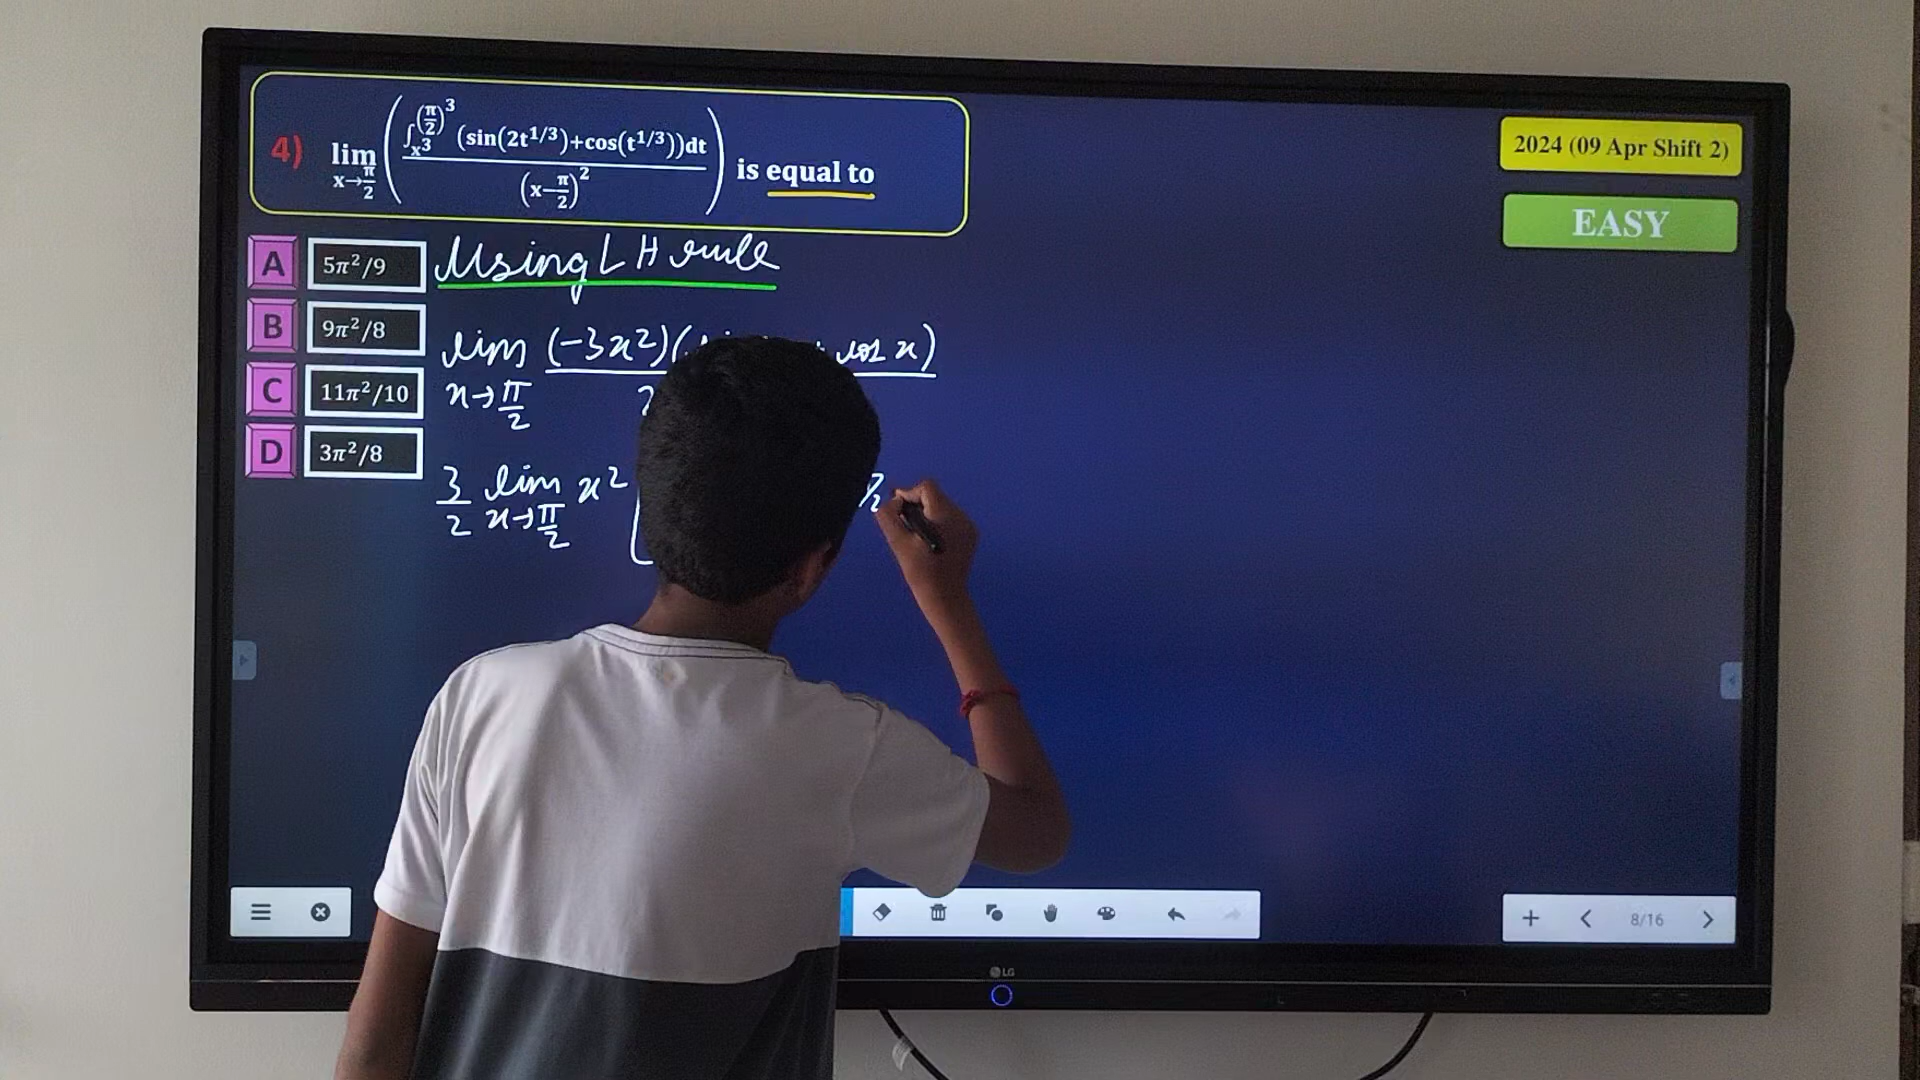 4) lim x→π/2 (∫x³^(π/2)³ (sin(2t^1/3)+cos(t^1/3))dt / (x−π/2)²) is equal to
2024 (09 Apr Shift 2)
EASY
A 5π²/9
B 9π²/8
C 11π²/10
D 3π²/8
Using LH rule
lim x→π/2 (-3x²)( cos x)
3/2 lim x→π/2 x² [
8/16
LG